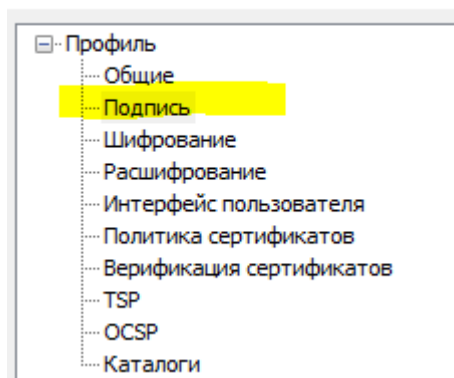 Профиль
Общие
Подпись
Шифрование
Расшифрование
Интерфейс пользователя
Политика сертификатов
Верификация сертификатов
TSP
OCSP
Каталоги